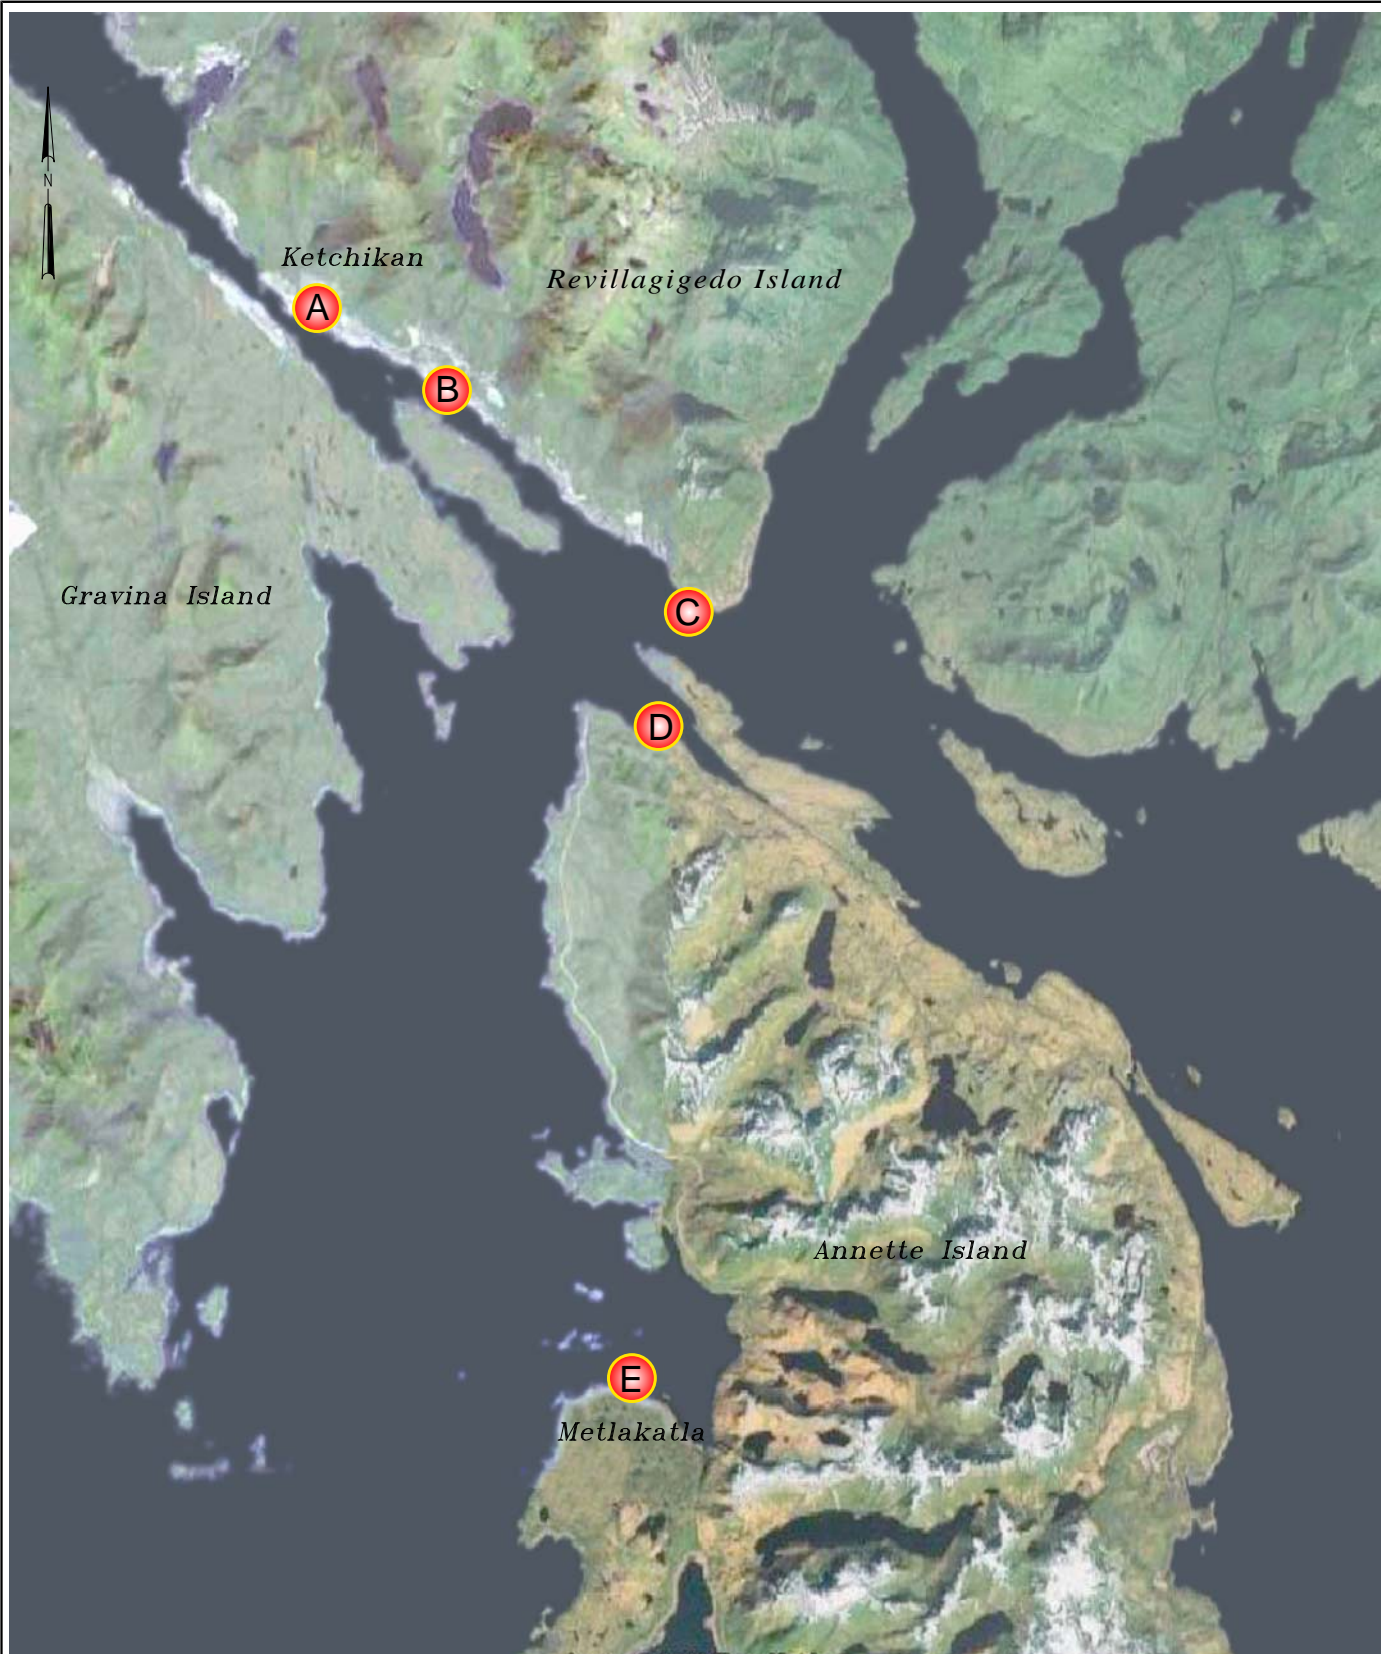 N
Ketchikan
Revillagigedo Island
A
B
Gravina Island
C
D
Annette Island
E
Metlakatla